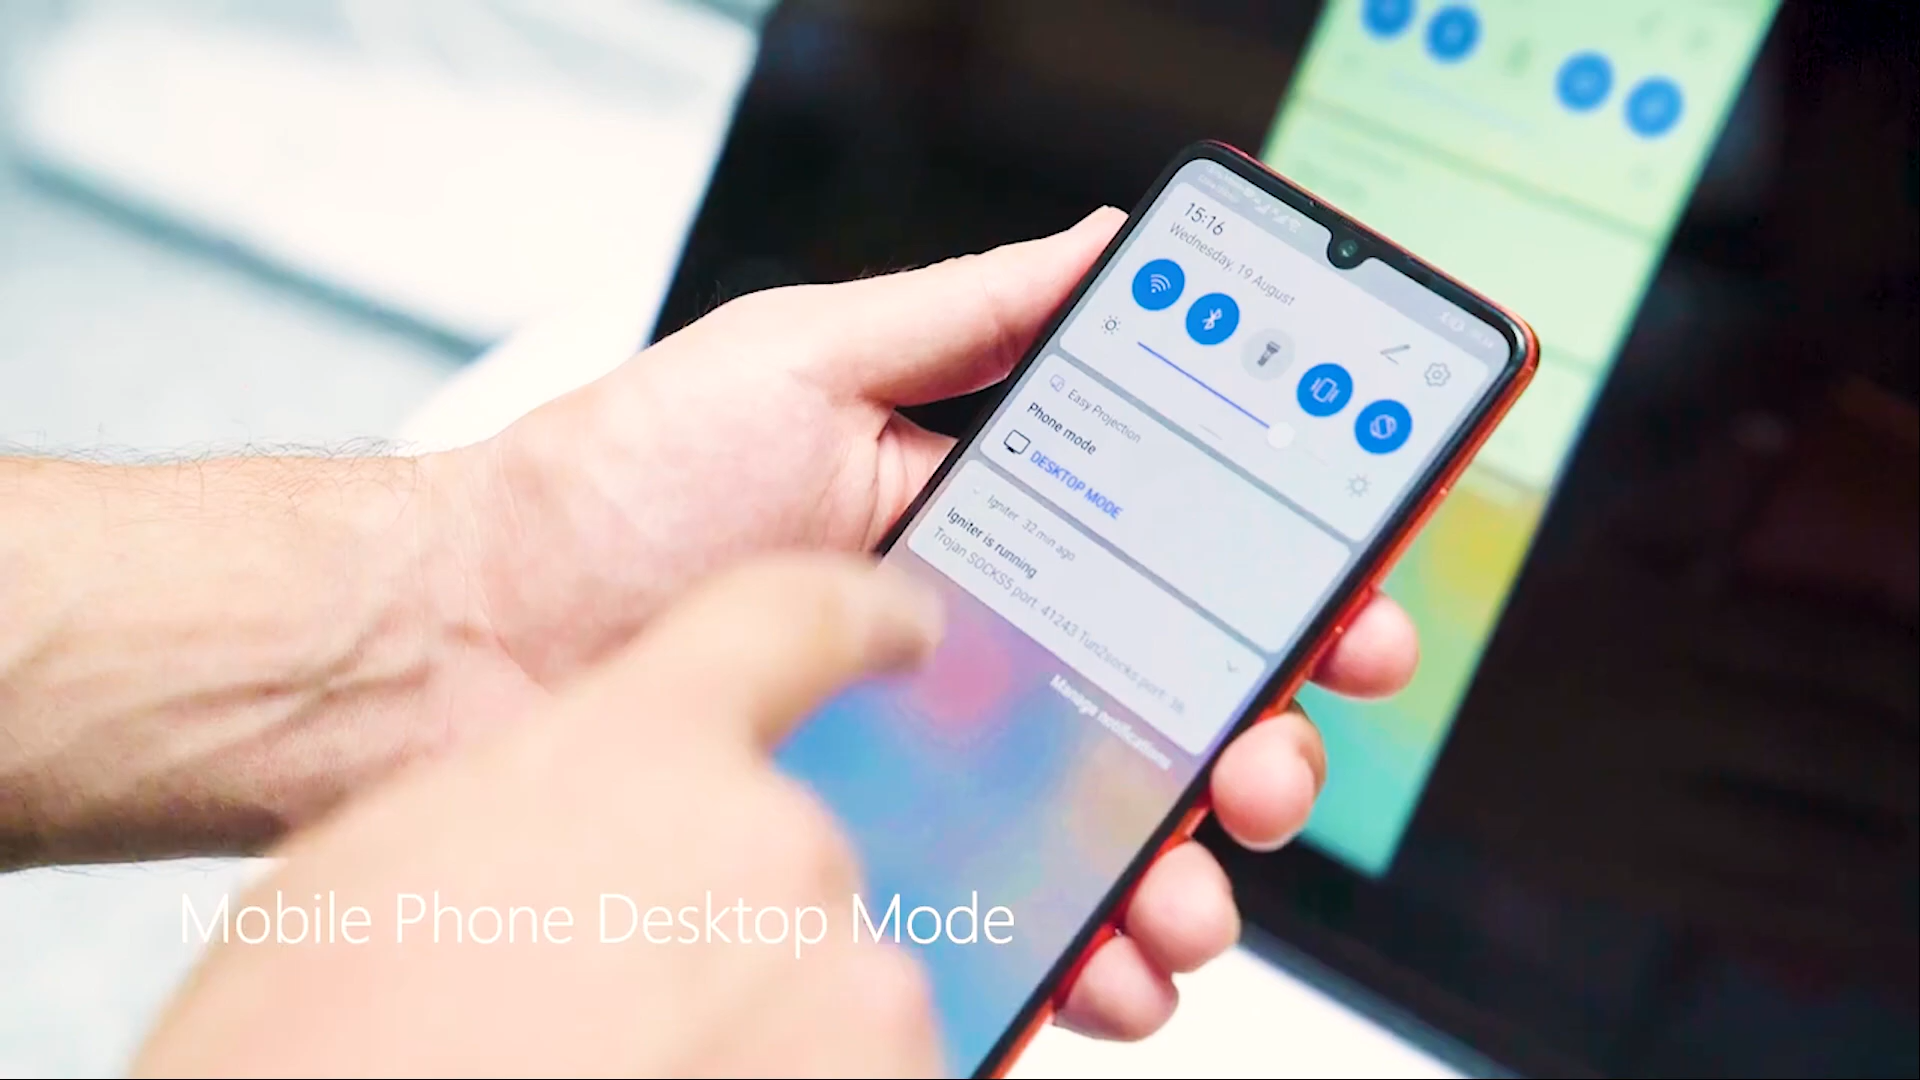 15:16
Wednesday, 19 August
Easy Projection
Phone mode
DESKTOP MODE
Igniter 32 min ago
Igniter is running
Trojan SOCKS5 port: 41243 Tun2socks port: 38
Manage notifications
Mobile Phone Desktop Mode